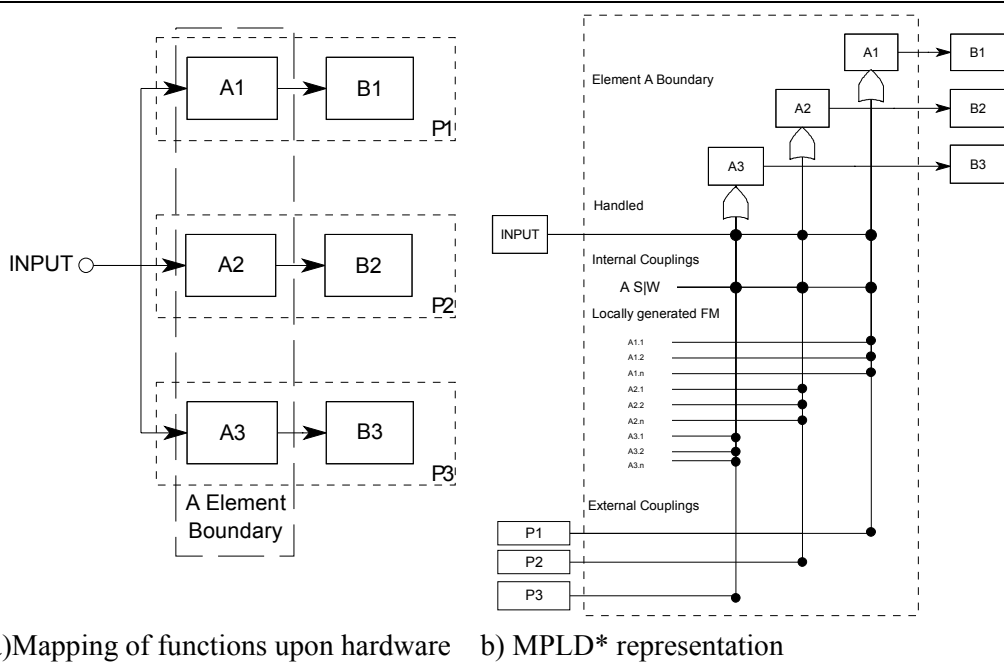 A1
B1
P1
INPUT
A2
B2
P2
A3
B3
P3
A Element
Boundary
Element A Boundary
A1
B1
A2
B2
A3
B3
Handled
INPUT
Internal Couplings
A S|W
Locally generated FM
A1.1
A1.2
A1.n
A2.1
A2.2
A2.n
A3.1
A3.2
A3.n
External Couplings
P1
P2
P3
)Mapping of functions upon hardware b) MPLD* representation